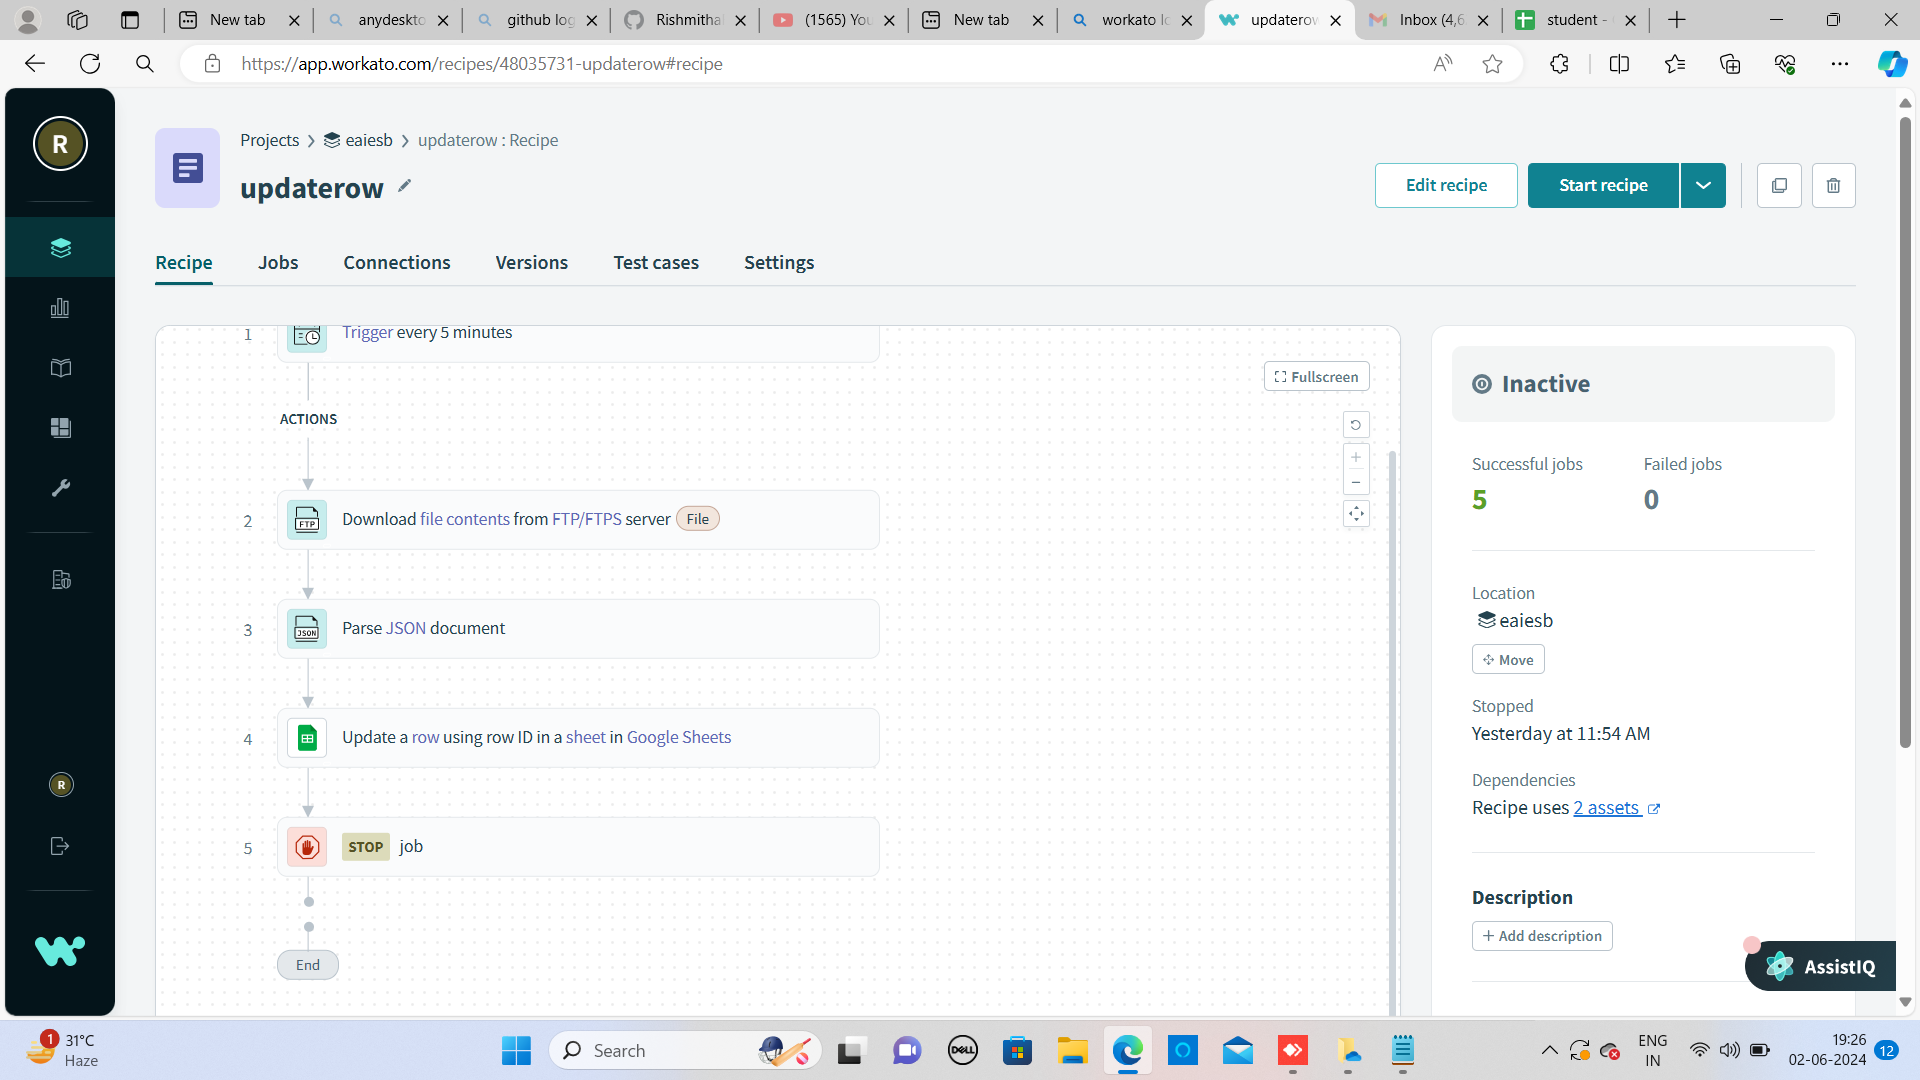 New tab
anydeskto
github log
Rishmitha
(1565) You
New tab
workato lo
updaterow
Inbox (4,6
student -
https://app.workato.com/recipes/48035731-updaterow#recipe
R
Projects > eaiesb > updaterow : Recipe
updaterow
Edit recipe
Start recipe
Recipe
Jobs
Connections
Versions
Test cases
Settings
1
Trigger every 5 minutes
Fullscreen
ACTIONS
2
FTP
Download file contents from FTP/FTPS server File
3
JSON
Parse JSON document
4
Update a row using row ID in a sheet in Google Sheets
5
STOP job
End
Inactive
Successful jobs
Failed jobs
5
0
Location
eaiesb
Move
Stopped
Yesterday at 11:54 AM
Dependencies
Recipe uses 2 assets
Description
+ Add description
AssistIQ
R
1
31°C
Haze
Search
DELL
ENG
IN
19:26
02-06-2024
12